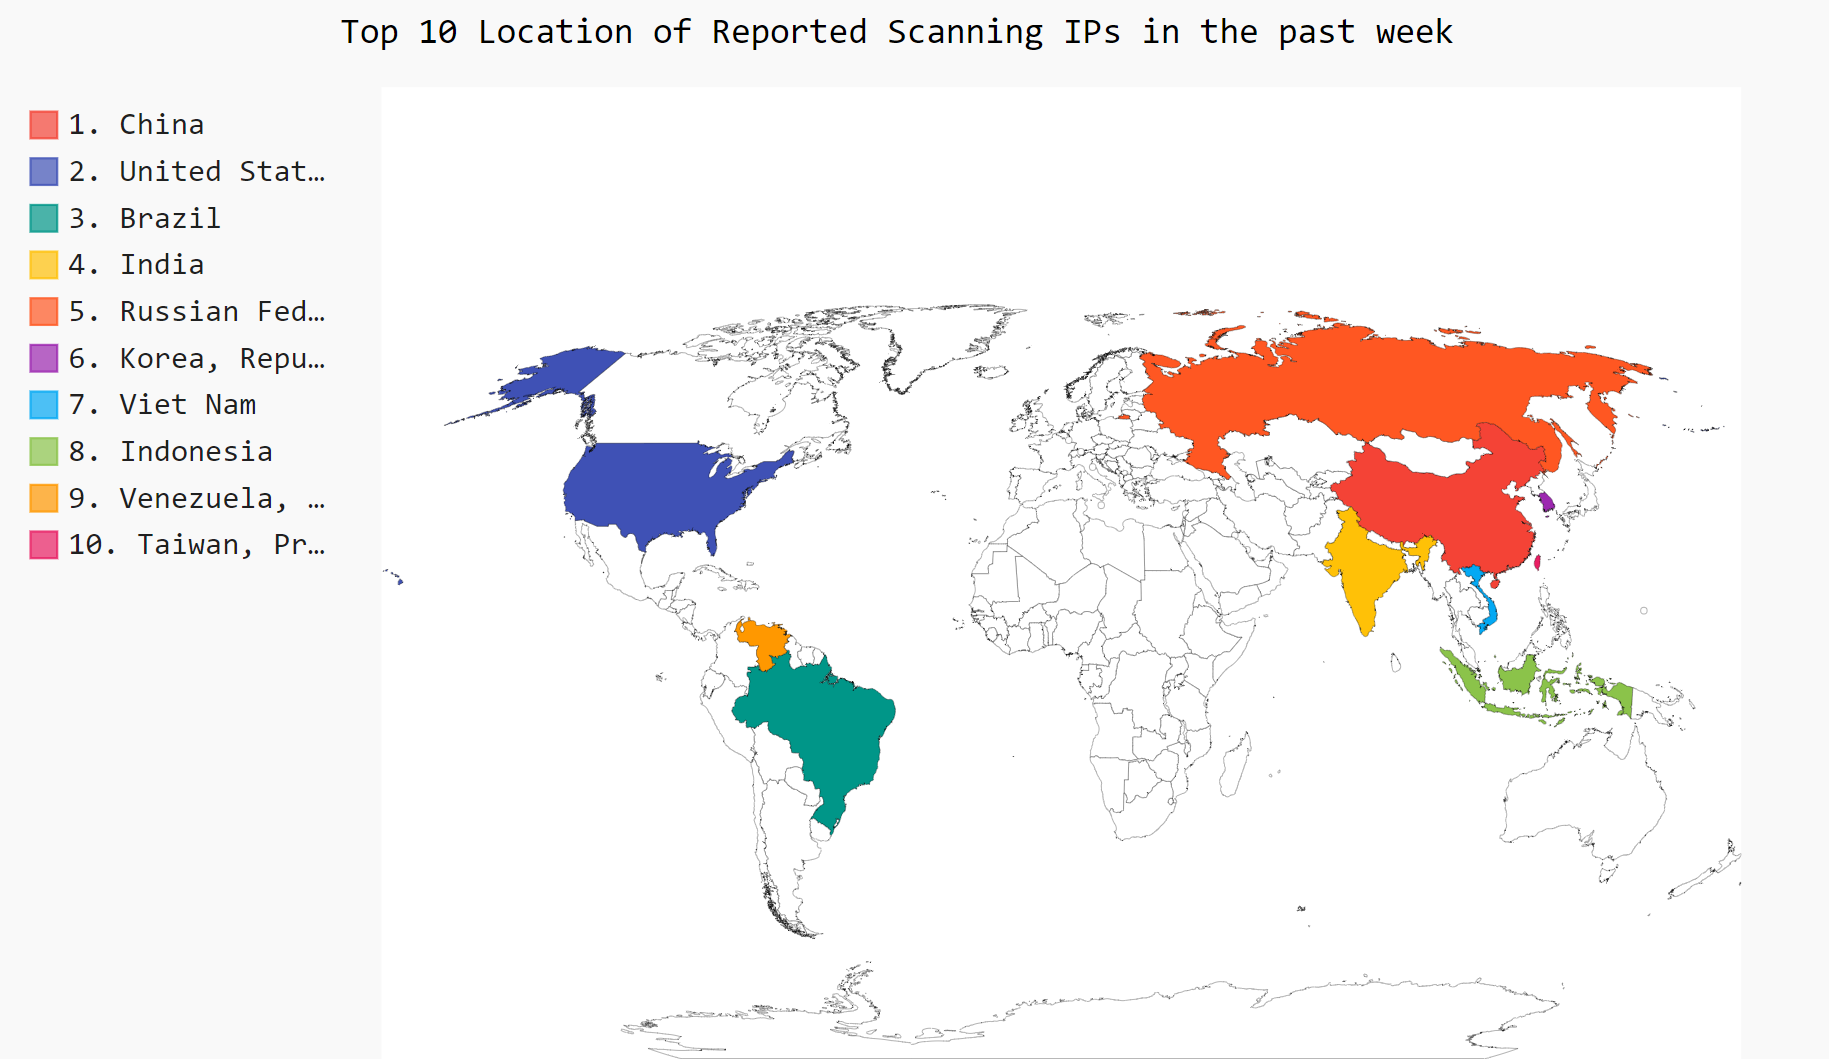 Top 10 Location of Reported Scanning IPs in the past week
1. China
2. United Stat…
3. Brazil
4. India
5. Russian Fed…
6. Korea, Repu…
7. Viet Nam
8. Indonesia
9. Venezuela, …
10. Taiwan, Pr…